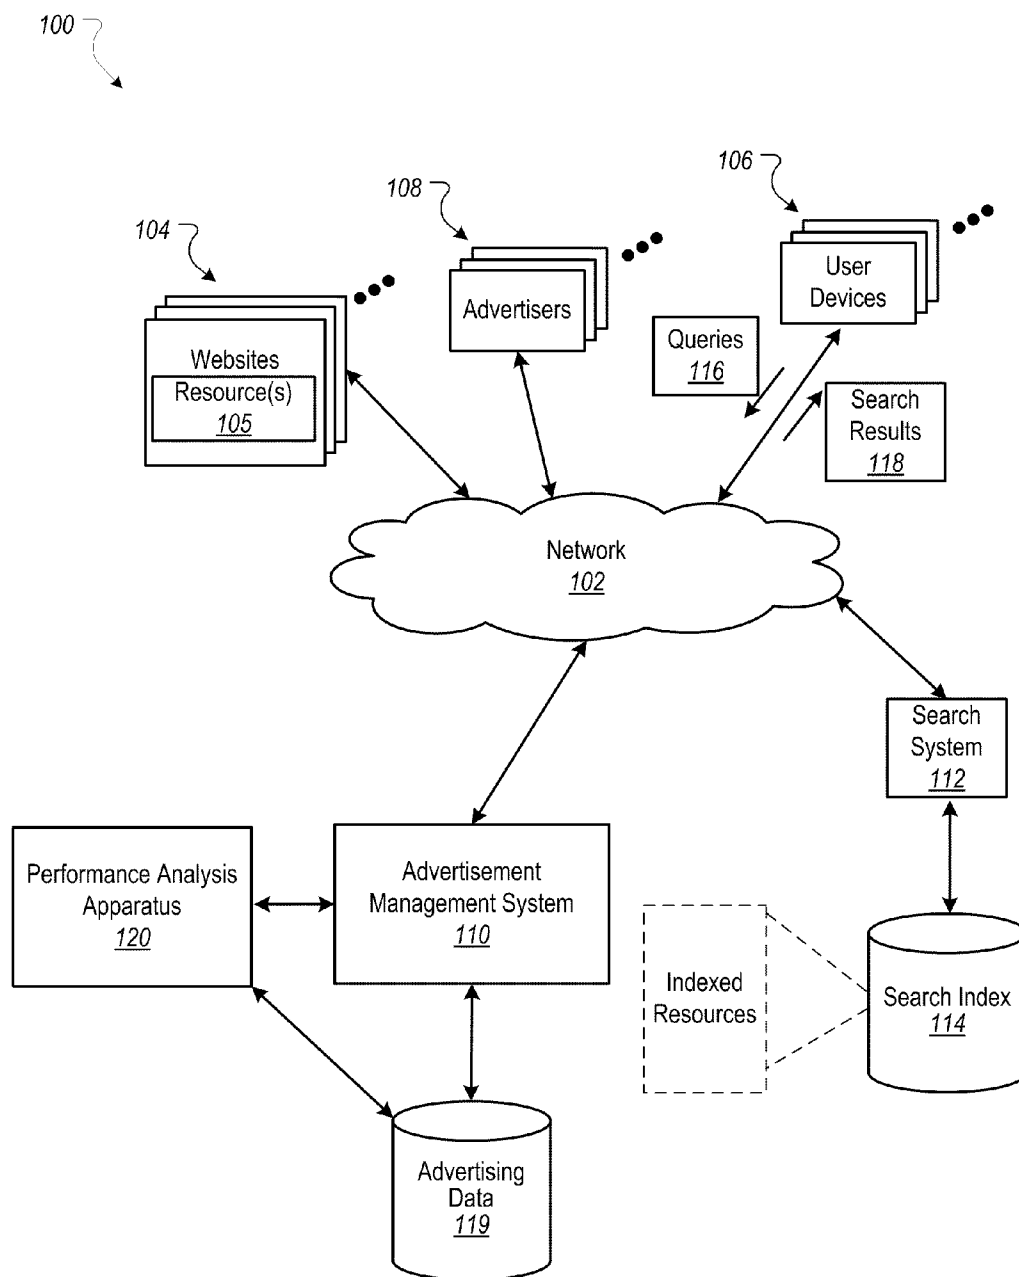 100
106
108
104
User
Devices
Advertisers
Queries
116
Websites
Resource(s)
105
Search
Results
118
Network
102
Search
System
112
Performance Analysis
Apparatus
120
Advertisement
Management System
110
Indexed
Resources
Search Index
114
Advertising
Data
119